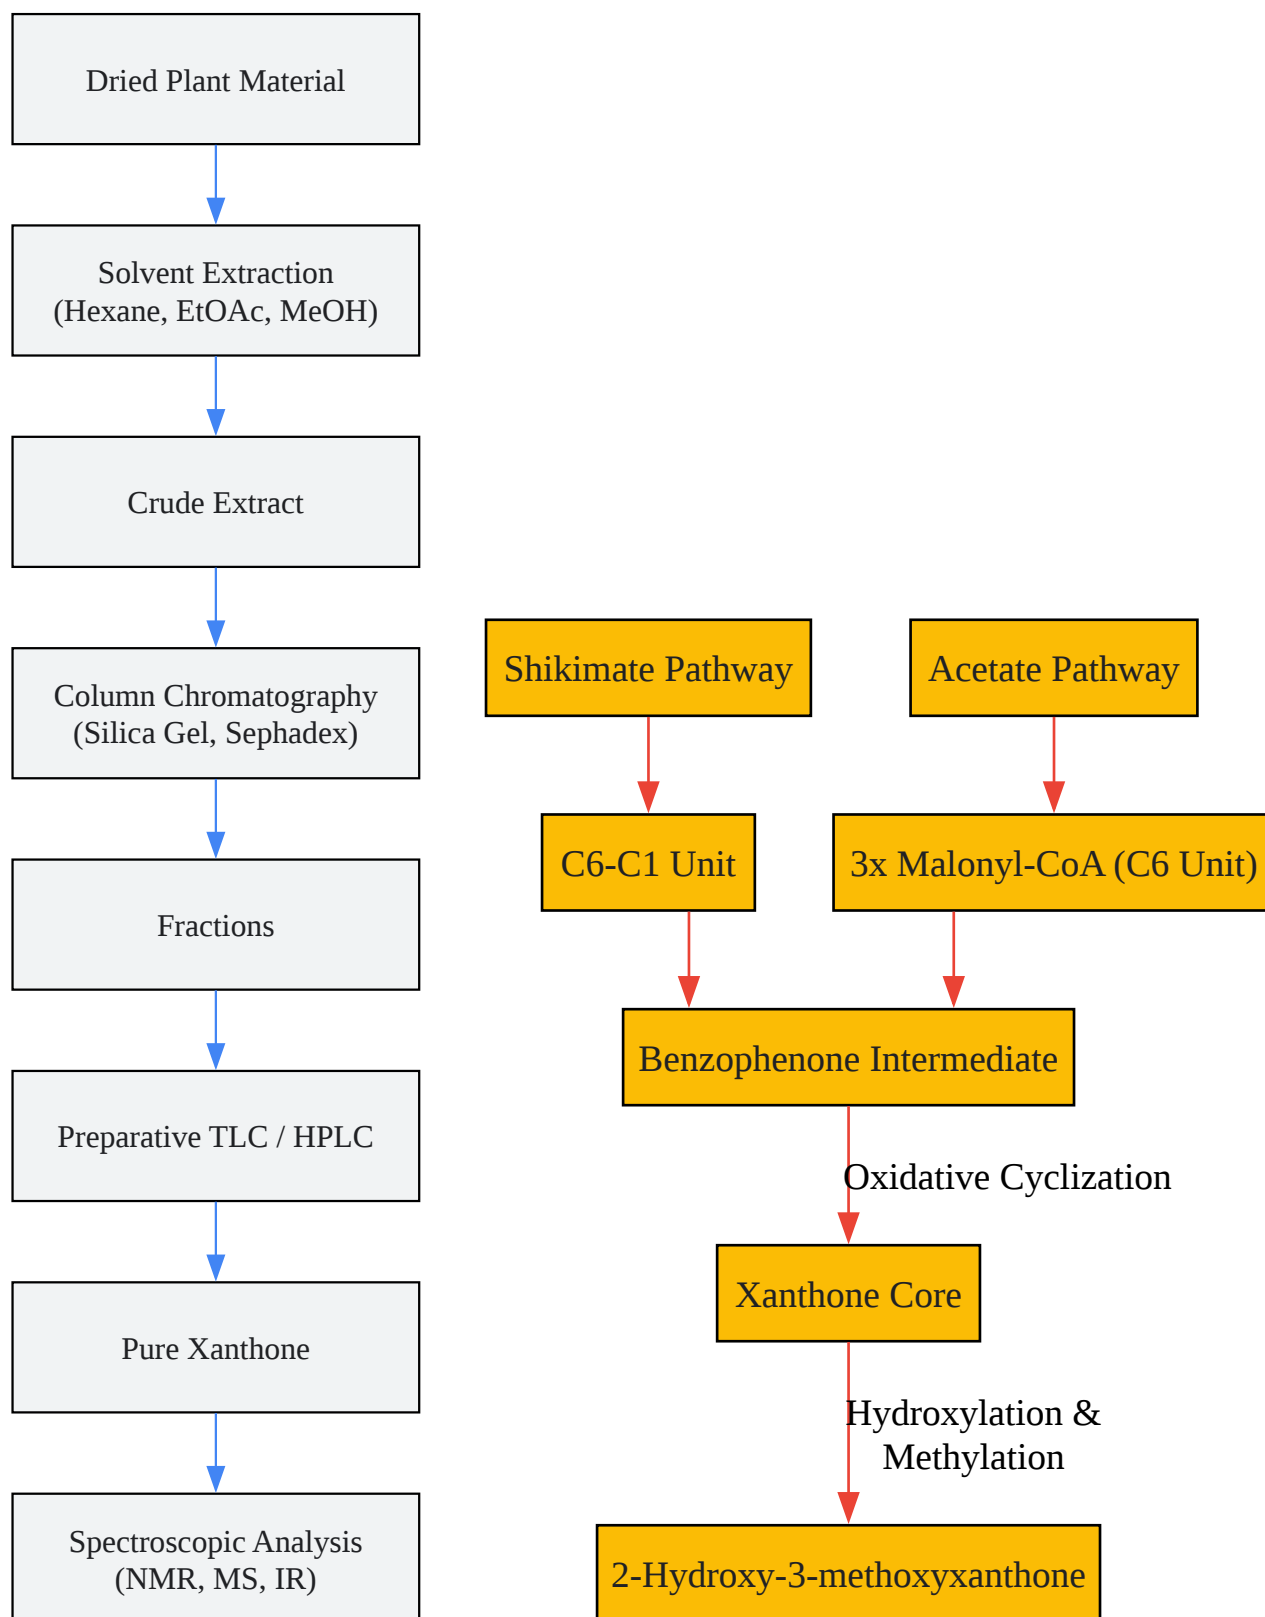 Dried Plant Material
Solvent Extraction
(Hexane, EtOAc, MeOH)
Crude Extract
Column Chromatography
(Silica Gel, Sephadex)
Fractions
Preparative TLC / HPLC
Pure Xanthone
Spectroscopic Analysis
(NMR, MS, IR)
Shikimate Pathway
Acetate Pathway
C6-C1 Unit
3x Malonyl-CoA (C6 Unit)
Benzophenone Intermediate
Oxidative Cyclization
Xanthone Core
Hydroxylation &
Methylation
2-Hydroxy-3-methoxyxanthone